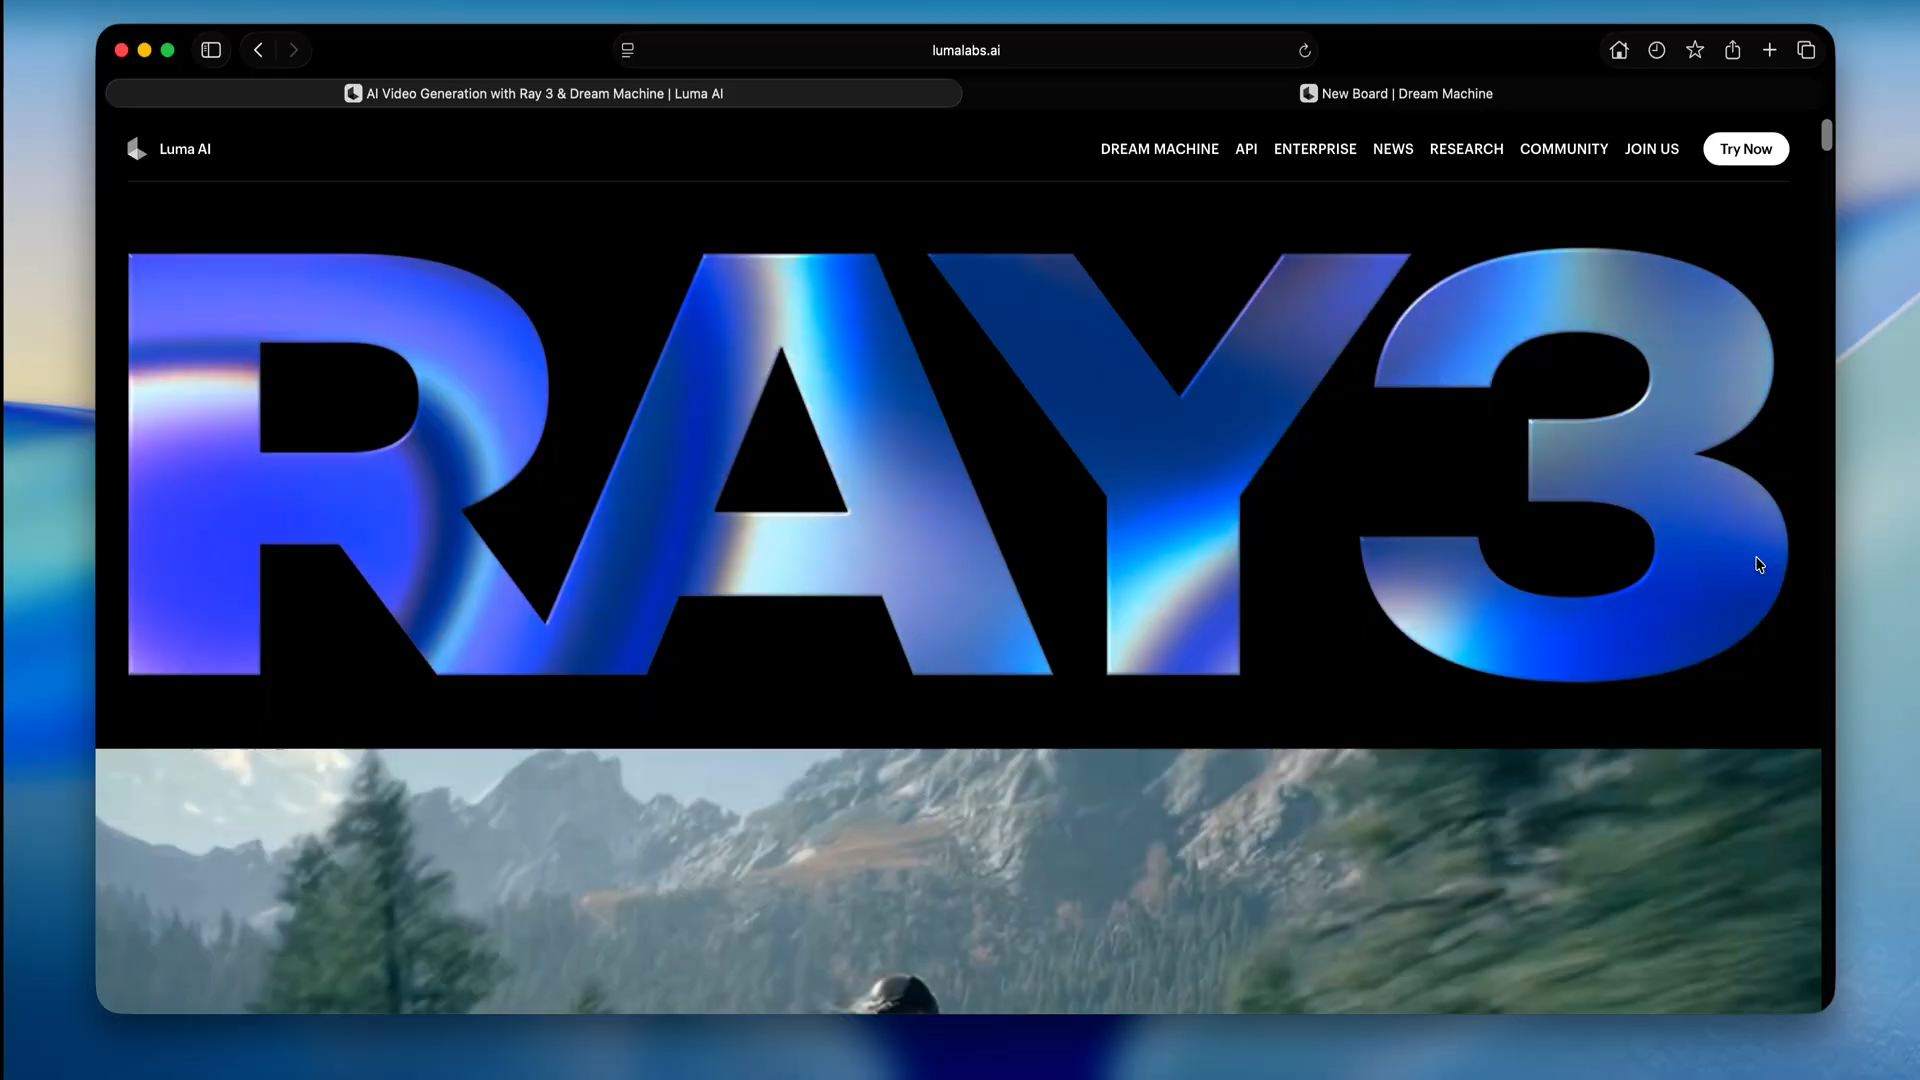 lumalabs.ai
AI Video Generation with Ray 3 & Dream Machine | Luma AI
New Board | Dream Machine
Luma AI
DREAM MACHINE
API
ENTERPRISE
NEWS
RESEARCH
COMMUNITY
JOIN US
Try Now
RAY3